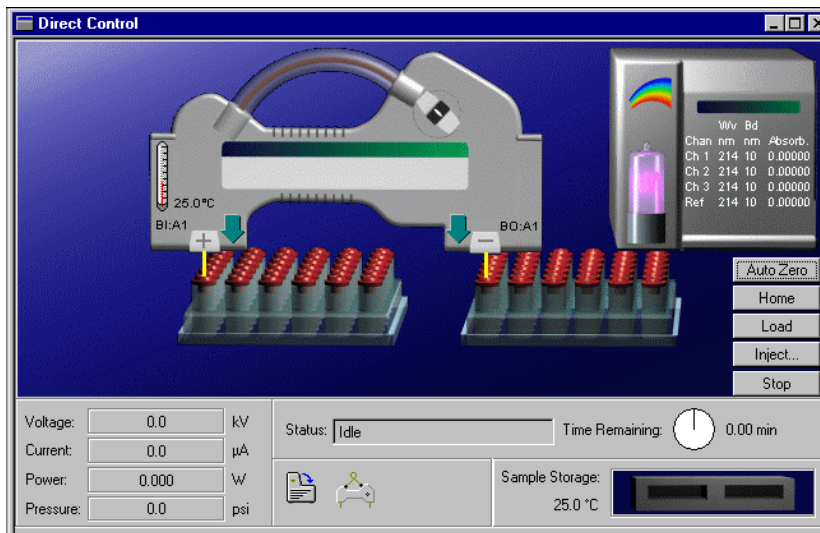 Direct Control
Wv Bd
Chan nm nm Absorb.
Ch 1 214 10 0.00000
Ch 2 214 10 0.00000
Ch 3 214 10 0.00000
Ref 214 10 0.00000
25.0°C
BI:A1
BO:A1
+
−
Auto Zero
Home
Load
Inject...
Stop
Voltage: 0.0 kV
Current: 0.0 µA
Power: 0.000 W
Pressure: 0.0 psi
Status: Idle
Time Remaining: 0.00 min
Sample Storage:
25.0 °C